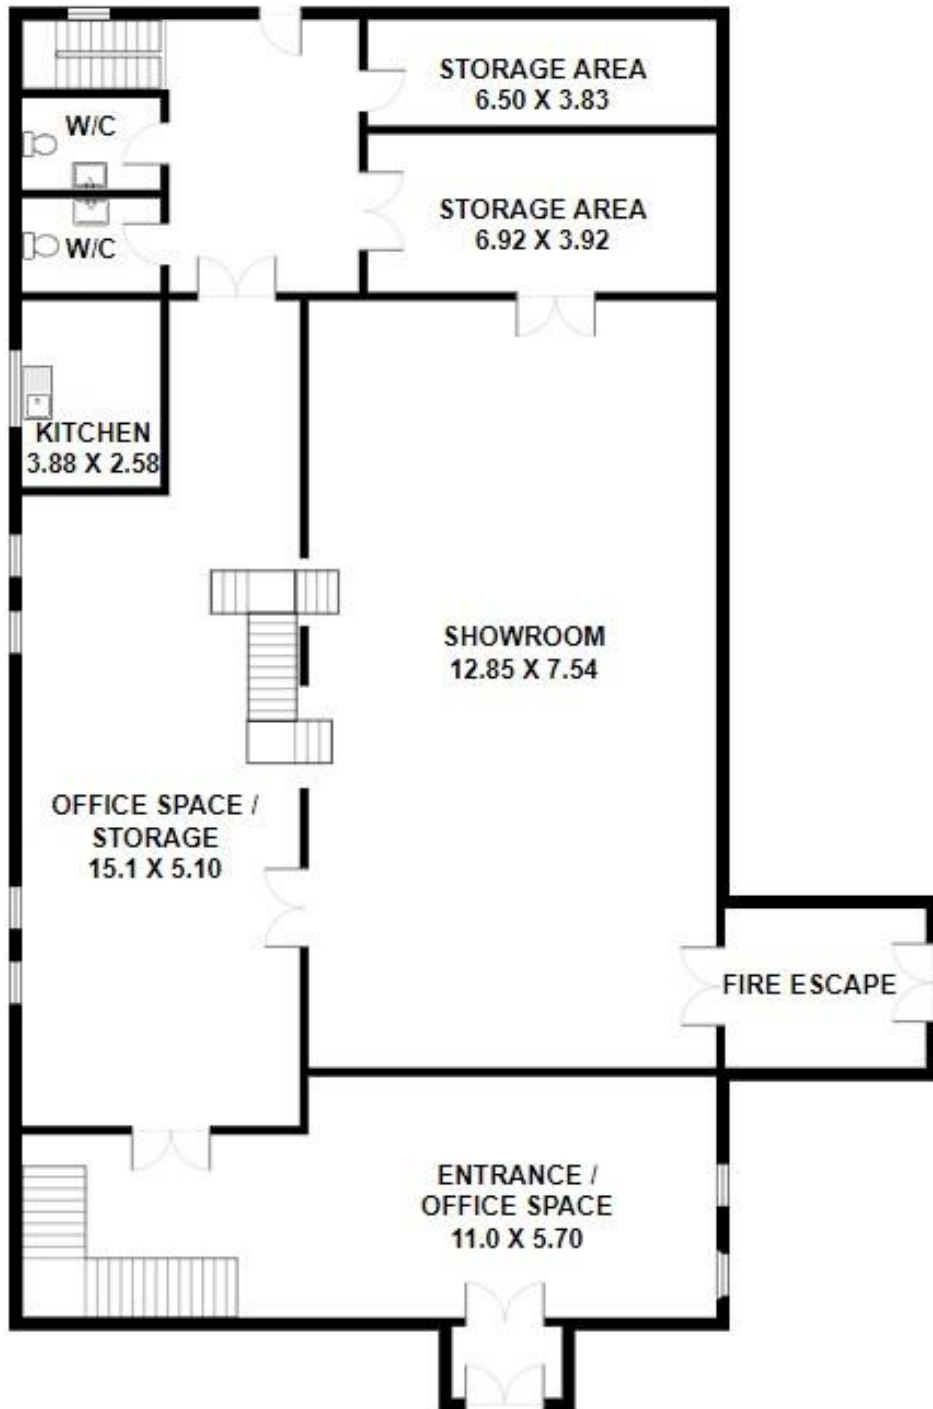 STORAGE AREA
6.50 X 3.83
W/C
STORAGE AREA
6.92 X 3.92
W/C
KITCHEN
3.88 X 2.58
SHOWROOM
12.85 X 7.54
OFFICE SPACE /
STORAGE
15.1 X 5.10
FIRE ESCAPE
ENTRANCE /
OFFICE SPACE
11.0 X 5.70